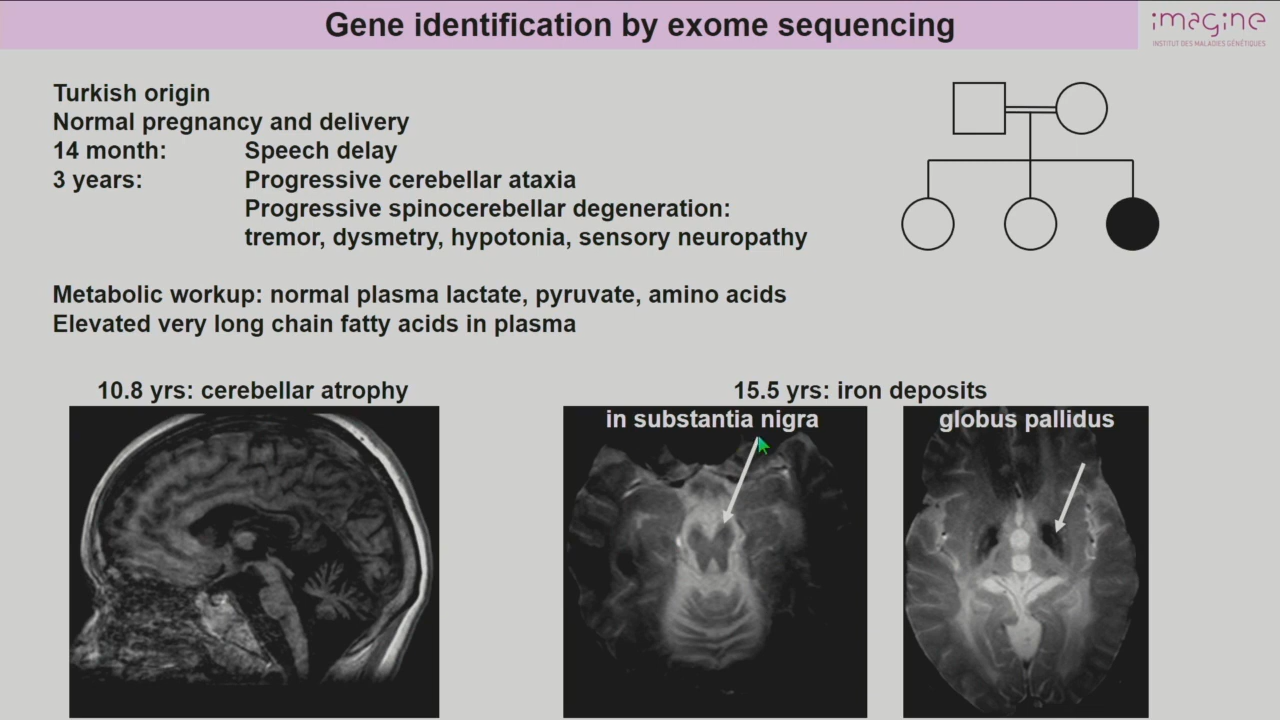 Gene identification by exome sequencing
imagine
INSTITUT DES MALADIES GÉNÉTIQUES
Turkish origin
Normal pregnancy and delivery
14 month: Speech delay
3 years: Progressive cerebellar ataxia
Progressive spinocerebellar degeneration:
tremor, dysmetry, hypotonia, sensory neuropathy
Metabolic workup: normal plasma lactate, pyruvate, amino acids
Elevated very long chain fatty acids in plasma
10.8 yrs: cerebellar atrophy
15.5 yrs: iron deposits
in substantia nigra
globus pallidus